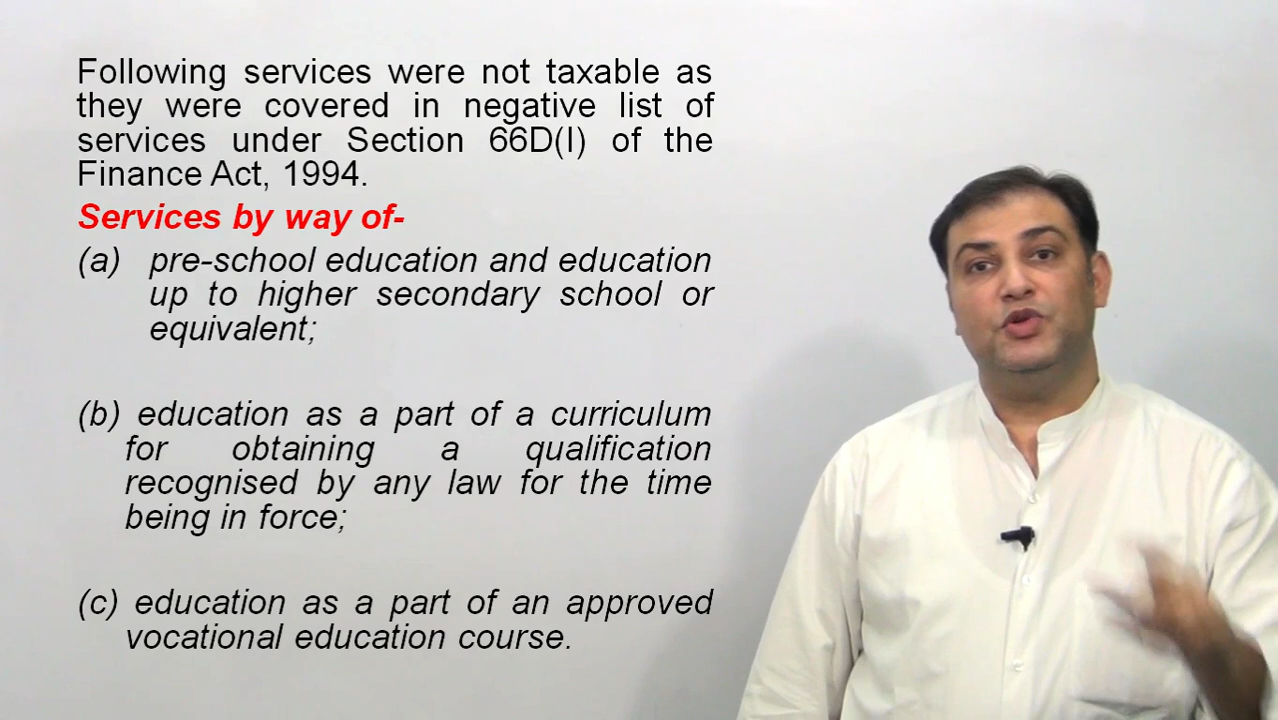 Following services were not taxable as
they were covered in negative list of
services under Section 66D(I) of the
Finance Act, 1994.
Services by way of-
(a) pre-school education and education
up to higher secondary school or
equivalent;
(b) education as a part of a curriculum
for obtaining a qualification
recognised by any law for the time
being in force;
(c) education as a part of an approved
vocational education course.